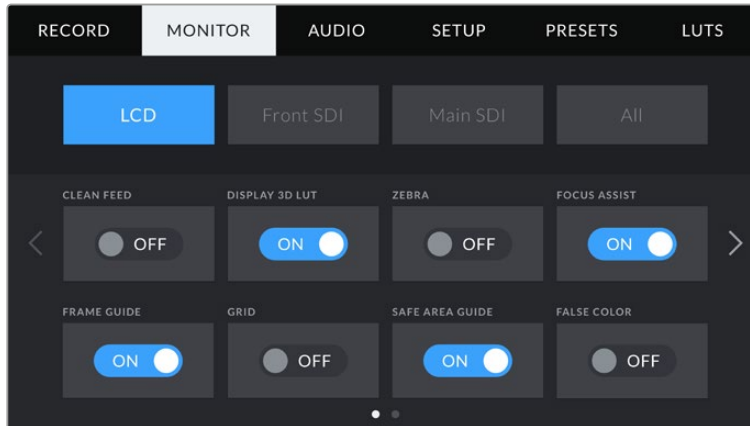 RECORD MONITOR AUDIO SETUP PRESETS LUTS
LCD Front SDI Main SDI All
CLEAN FEED DISPLAY 3D LUT ZEBRA FOCUS ASSIST
OFF ON OFF ON
FRAME GUIDE GRID SAFE AREA GUIDE FALSE COLOR
ON OFF ON OFF